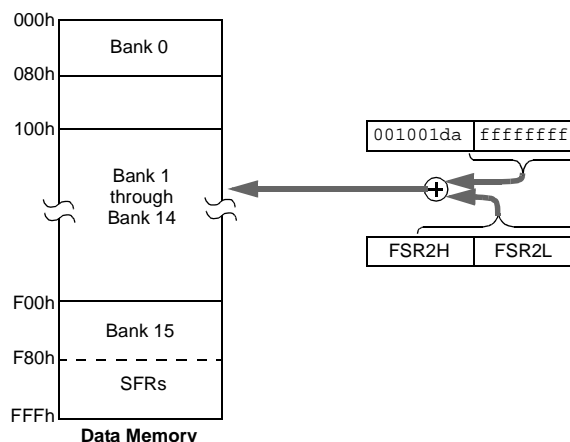 000h
Bank 0
080h
100h
001001da ffffffff
Bank 1
through
Bank 14
FSR2H FSR2L
F00h
Bank 15
F80h
SFRs
FFFh
Data Memory